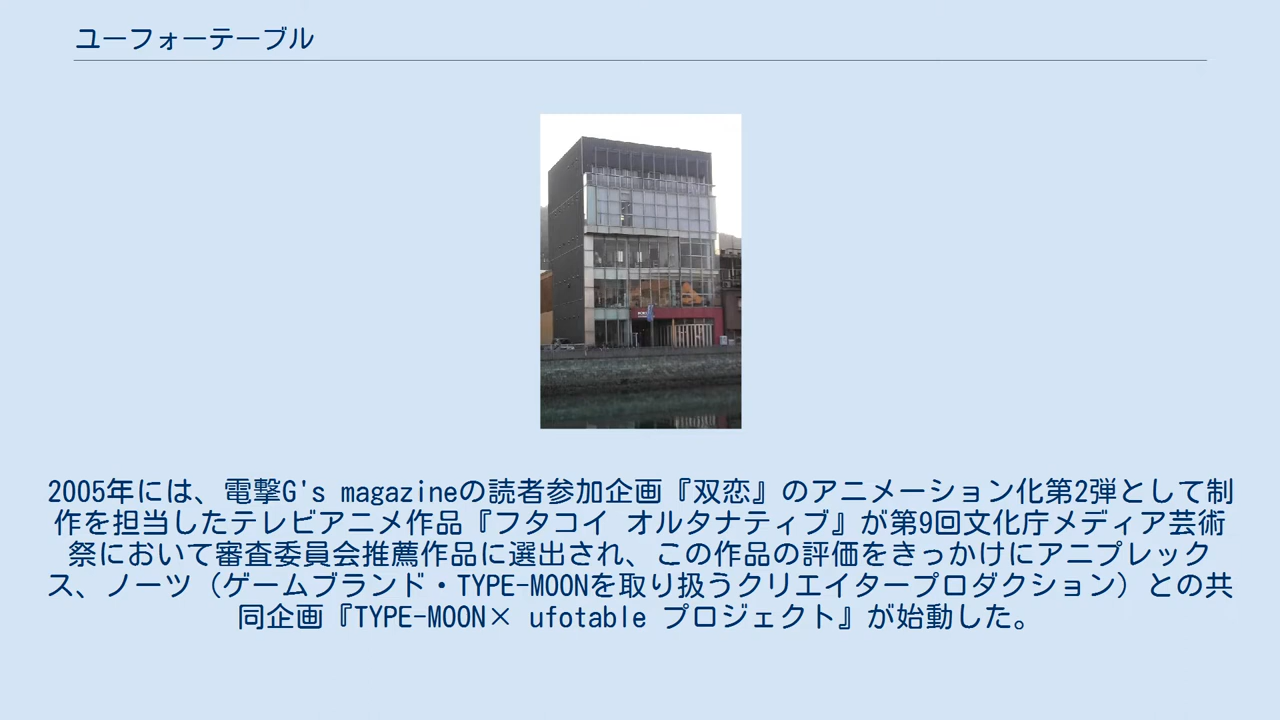 ユーフォーテーブル
2005年には、電撃G's magazineの読者参加企画『双恋』のアニメーション化第2弾として制
作を担当したテレビアニメ作品『フタコイ オルタナティブ』が第9回文化庁メディア芸術
祭において審査委員会推薦作品に選出され、この作品の評価をきっかけにアニプレック
ス、ノーツ（ゲームブランド・TYPE-MOONを取り扱うクリエイタープロダクション）との共
同企画『TYPE-MOON× ufotable プロジェクト』が始動した。